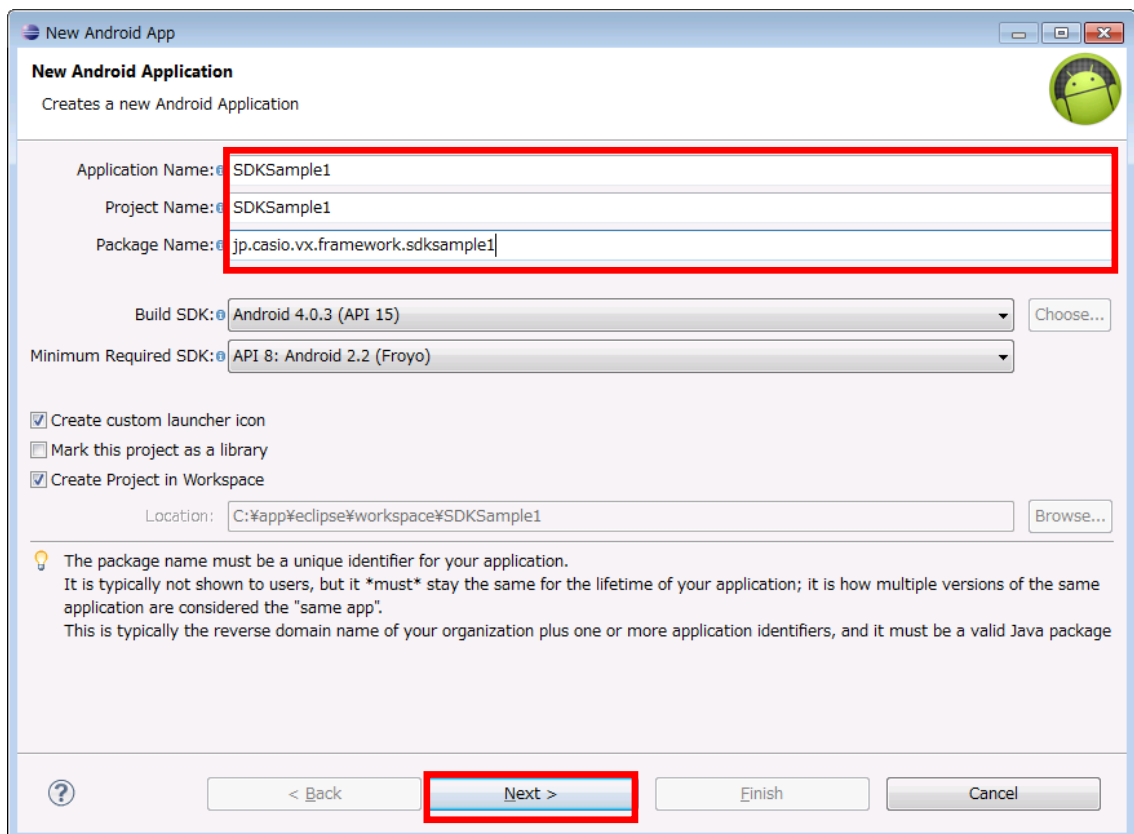 New Android App
New Android Application
Creates a new Android Application
Application Name: SDKSample1
Project Name: SDKSample1
Package Name: jp.casio.vx.framework.sdksample1
Build SDK: Android 4.0.3 (API 15) Choose...
Minimum Required SDK: API 8: Android 2.2 (Froyo)
Create custom launcher icon
Mark this project as a library
Create Project in Workspace
Location: C:¥app¥eclipse¥workspace¥SDKSample1 Browse...
The package name must be a unique identifier for your application.
It is typically not shown to users, but it *must* stay the same for the lifetime of your application; it is how multiple versions of the same
application are considered the "same app".
This is typically the reverse domain name of your organization plus one or more application identifiers, and it must be a valid Java package
? < Back Next > Finish Cancel